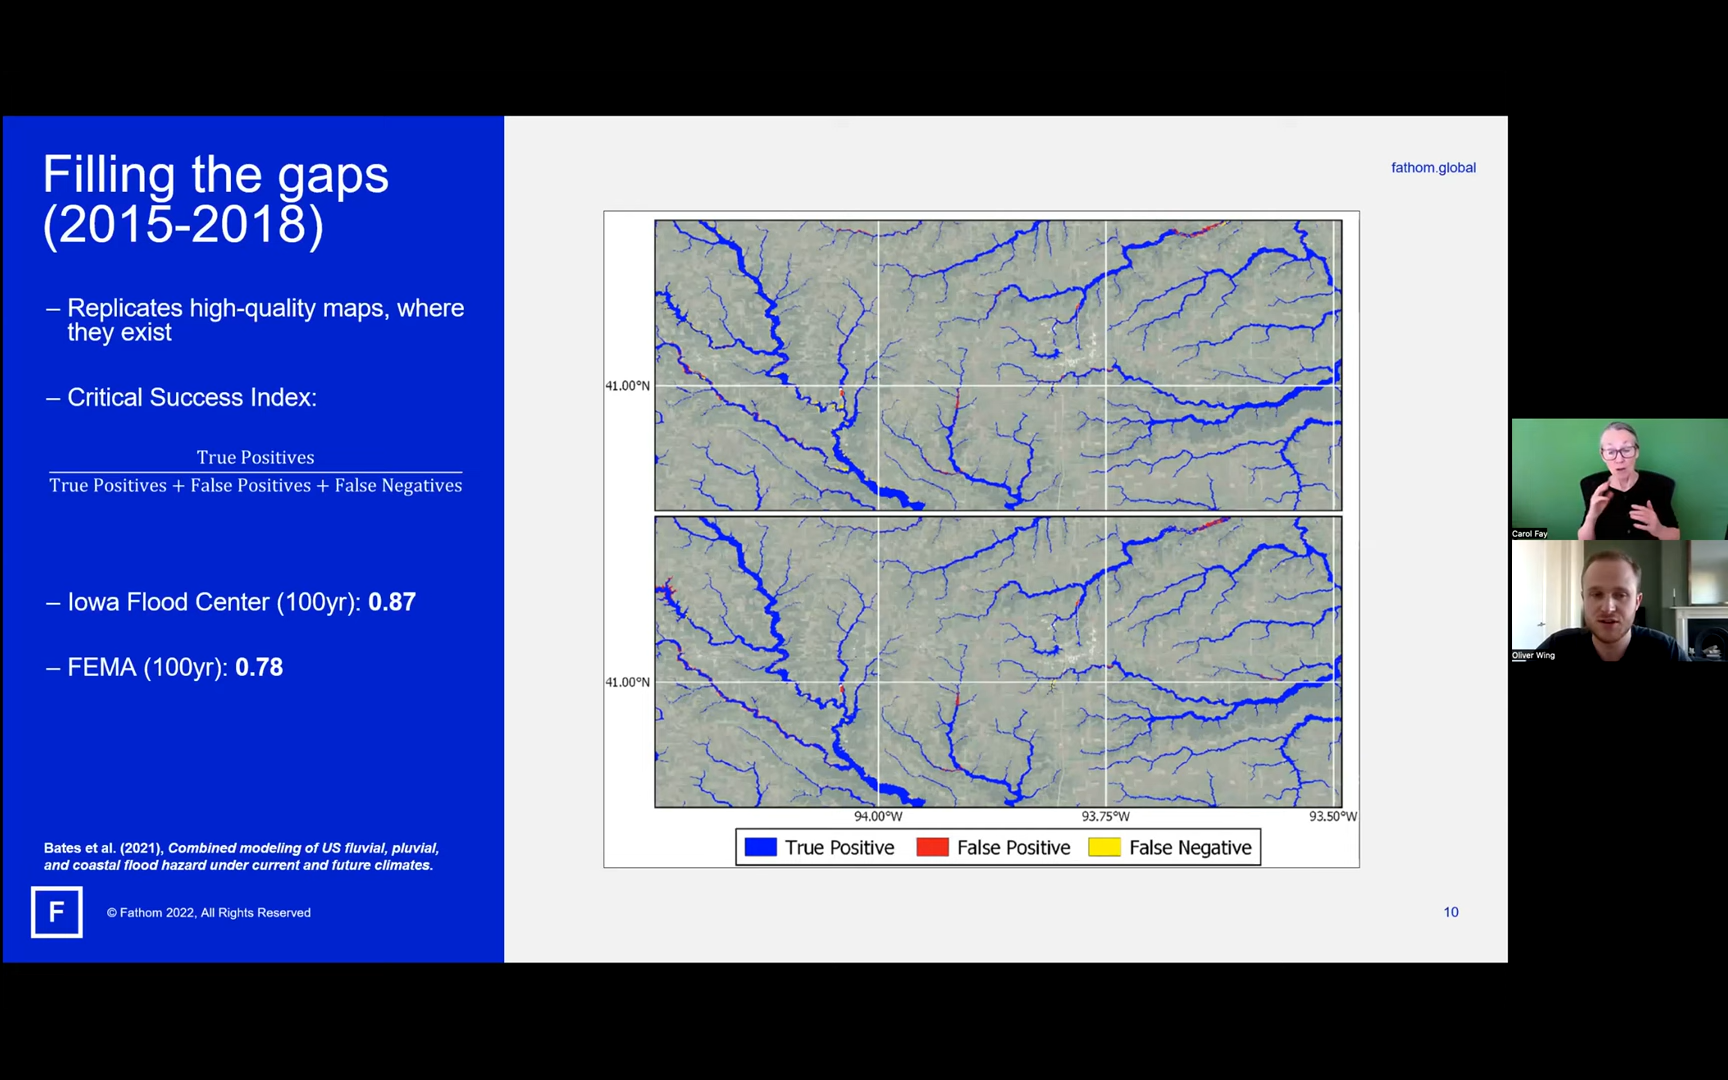 Filling the gaps
(2015-2018)
– Replicates high-quality maps, where
they exist
– Critical Success Index:
True Positives
True Positives + False Positives + False Negatives
– Iowa Flood Center (100yr): 0.87
– FEMA (100yr): 0.78
Bates et al. (2021), Combined modeling of US fluvial, pluvial,
and coastal flood hazard under current and future climates.
F
© Fathom 2022, All Rights Reserved
fathom.global
41.00°N
41.00°N
94.00°W 93.75°W 93.50°W
True Positive False Positive False Negative
10
Carol Fay
Oliver Wing